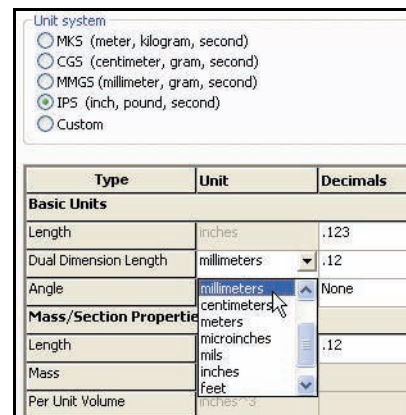 Unit system
MKS (meter, kilogram, second)
CGS (centimeter, gram, second)
MMGS (millimeter, gram, second)
IPS (inch, pound, second)
Custom
Type Unit Decimals
Basic Units
Length inches .123
Dual Dimension Length millimeters .12
Angle millimeters None
centimeters
Mass/Section Propertie meters
microinches
Length mils .12
Mass inches
feet
Per Unit Volume inches^3